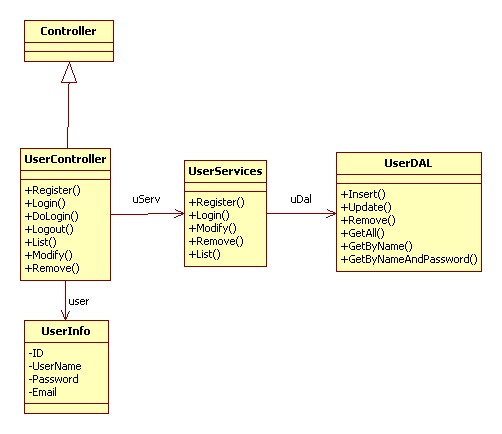 Controller
UserController
+Register()
+Login()
+DoLogin()
+Logout()
+List()
+Modify()
+Remove()
uServ
UserServices
+Register()
+Login()
+Modify()
+Remove()
+List()
uDal
UserDAL
+Insert()
+Update()
+Remove()
+GetAll()
+GetByName()
+GetByNameAndPassword()
user
UserInfo
-ID
-UserName
-Password
-Email